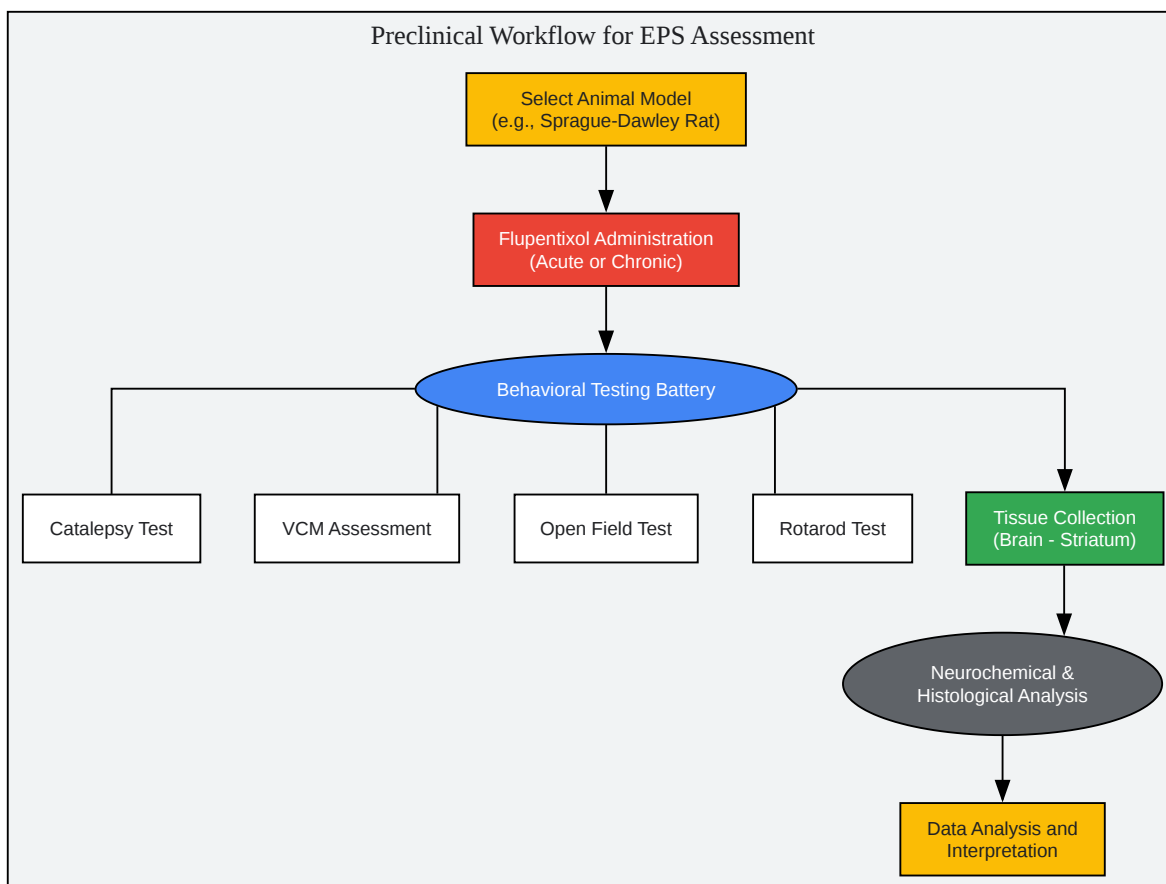 Preclinical Workflow for EPS Assessment
Select Animal Model
(e.g., Sprague-Dawley Rat)
Flupentixol Administration
(Acute or Chronic)
Behavioral Testing Battery
Catalepsy Test
VCM Assessment
Open Field Test
Rotarod Test
Tissue Collection
(Brain - Striatum)
Neurochemical &
Histological Analysis
Data Analysis and
Interpretation